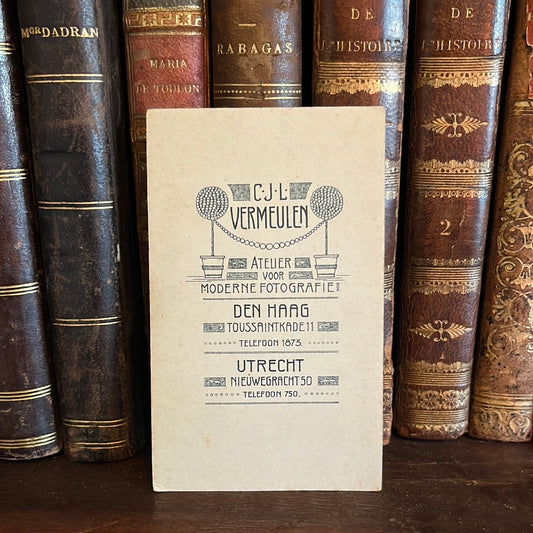 MGR DADRAN
MARIA
DE TOULON
RABAGAS
DE
L'HISTOIRE
DE
L'HISTOIRE
2
C·J·L·
VERMEULEN
ATELIER
VOOR
MODERNE FOTOGRAFIE
DEN HAAG
TOUSSAINTKADE 11
TELEFOON 1873.
UTRECHT
NIEUWEGRACHT 50
TELEFOON 750.